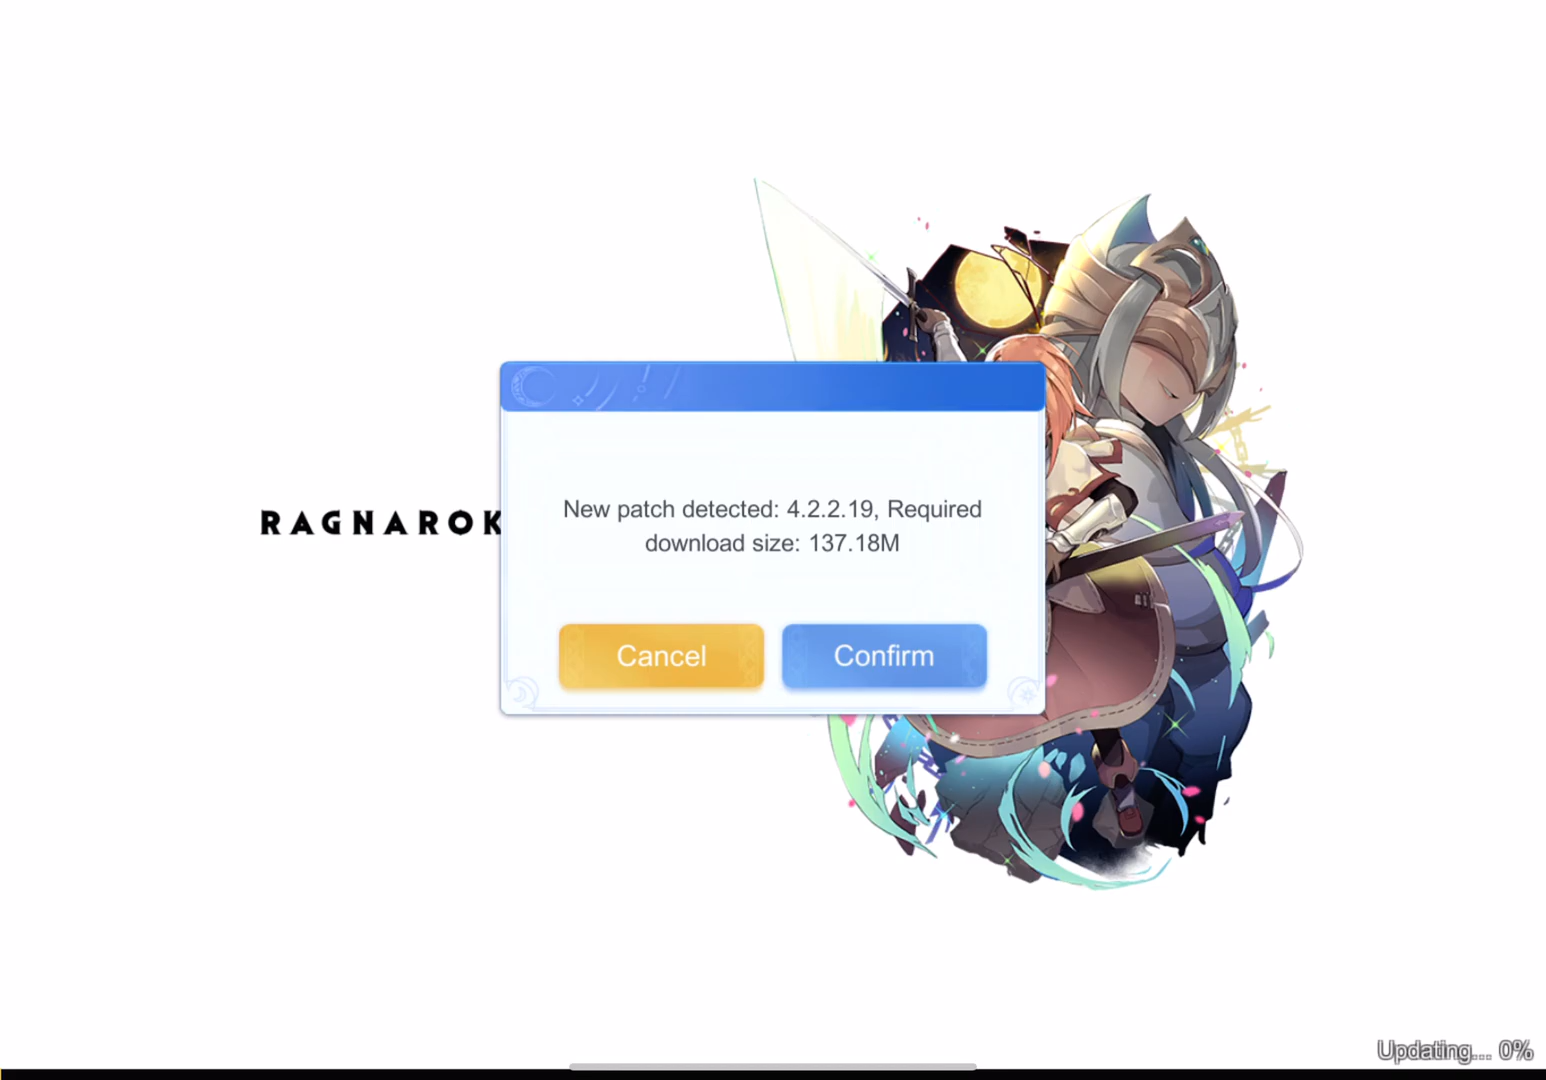 RAGNAROK
New patch detected: 4.2.2.19, Required
download size: 137.18M
Cancel
Confirm
Updating... 0%